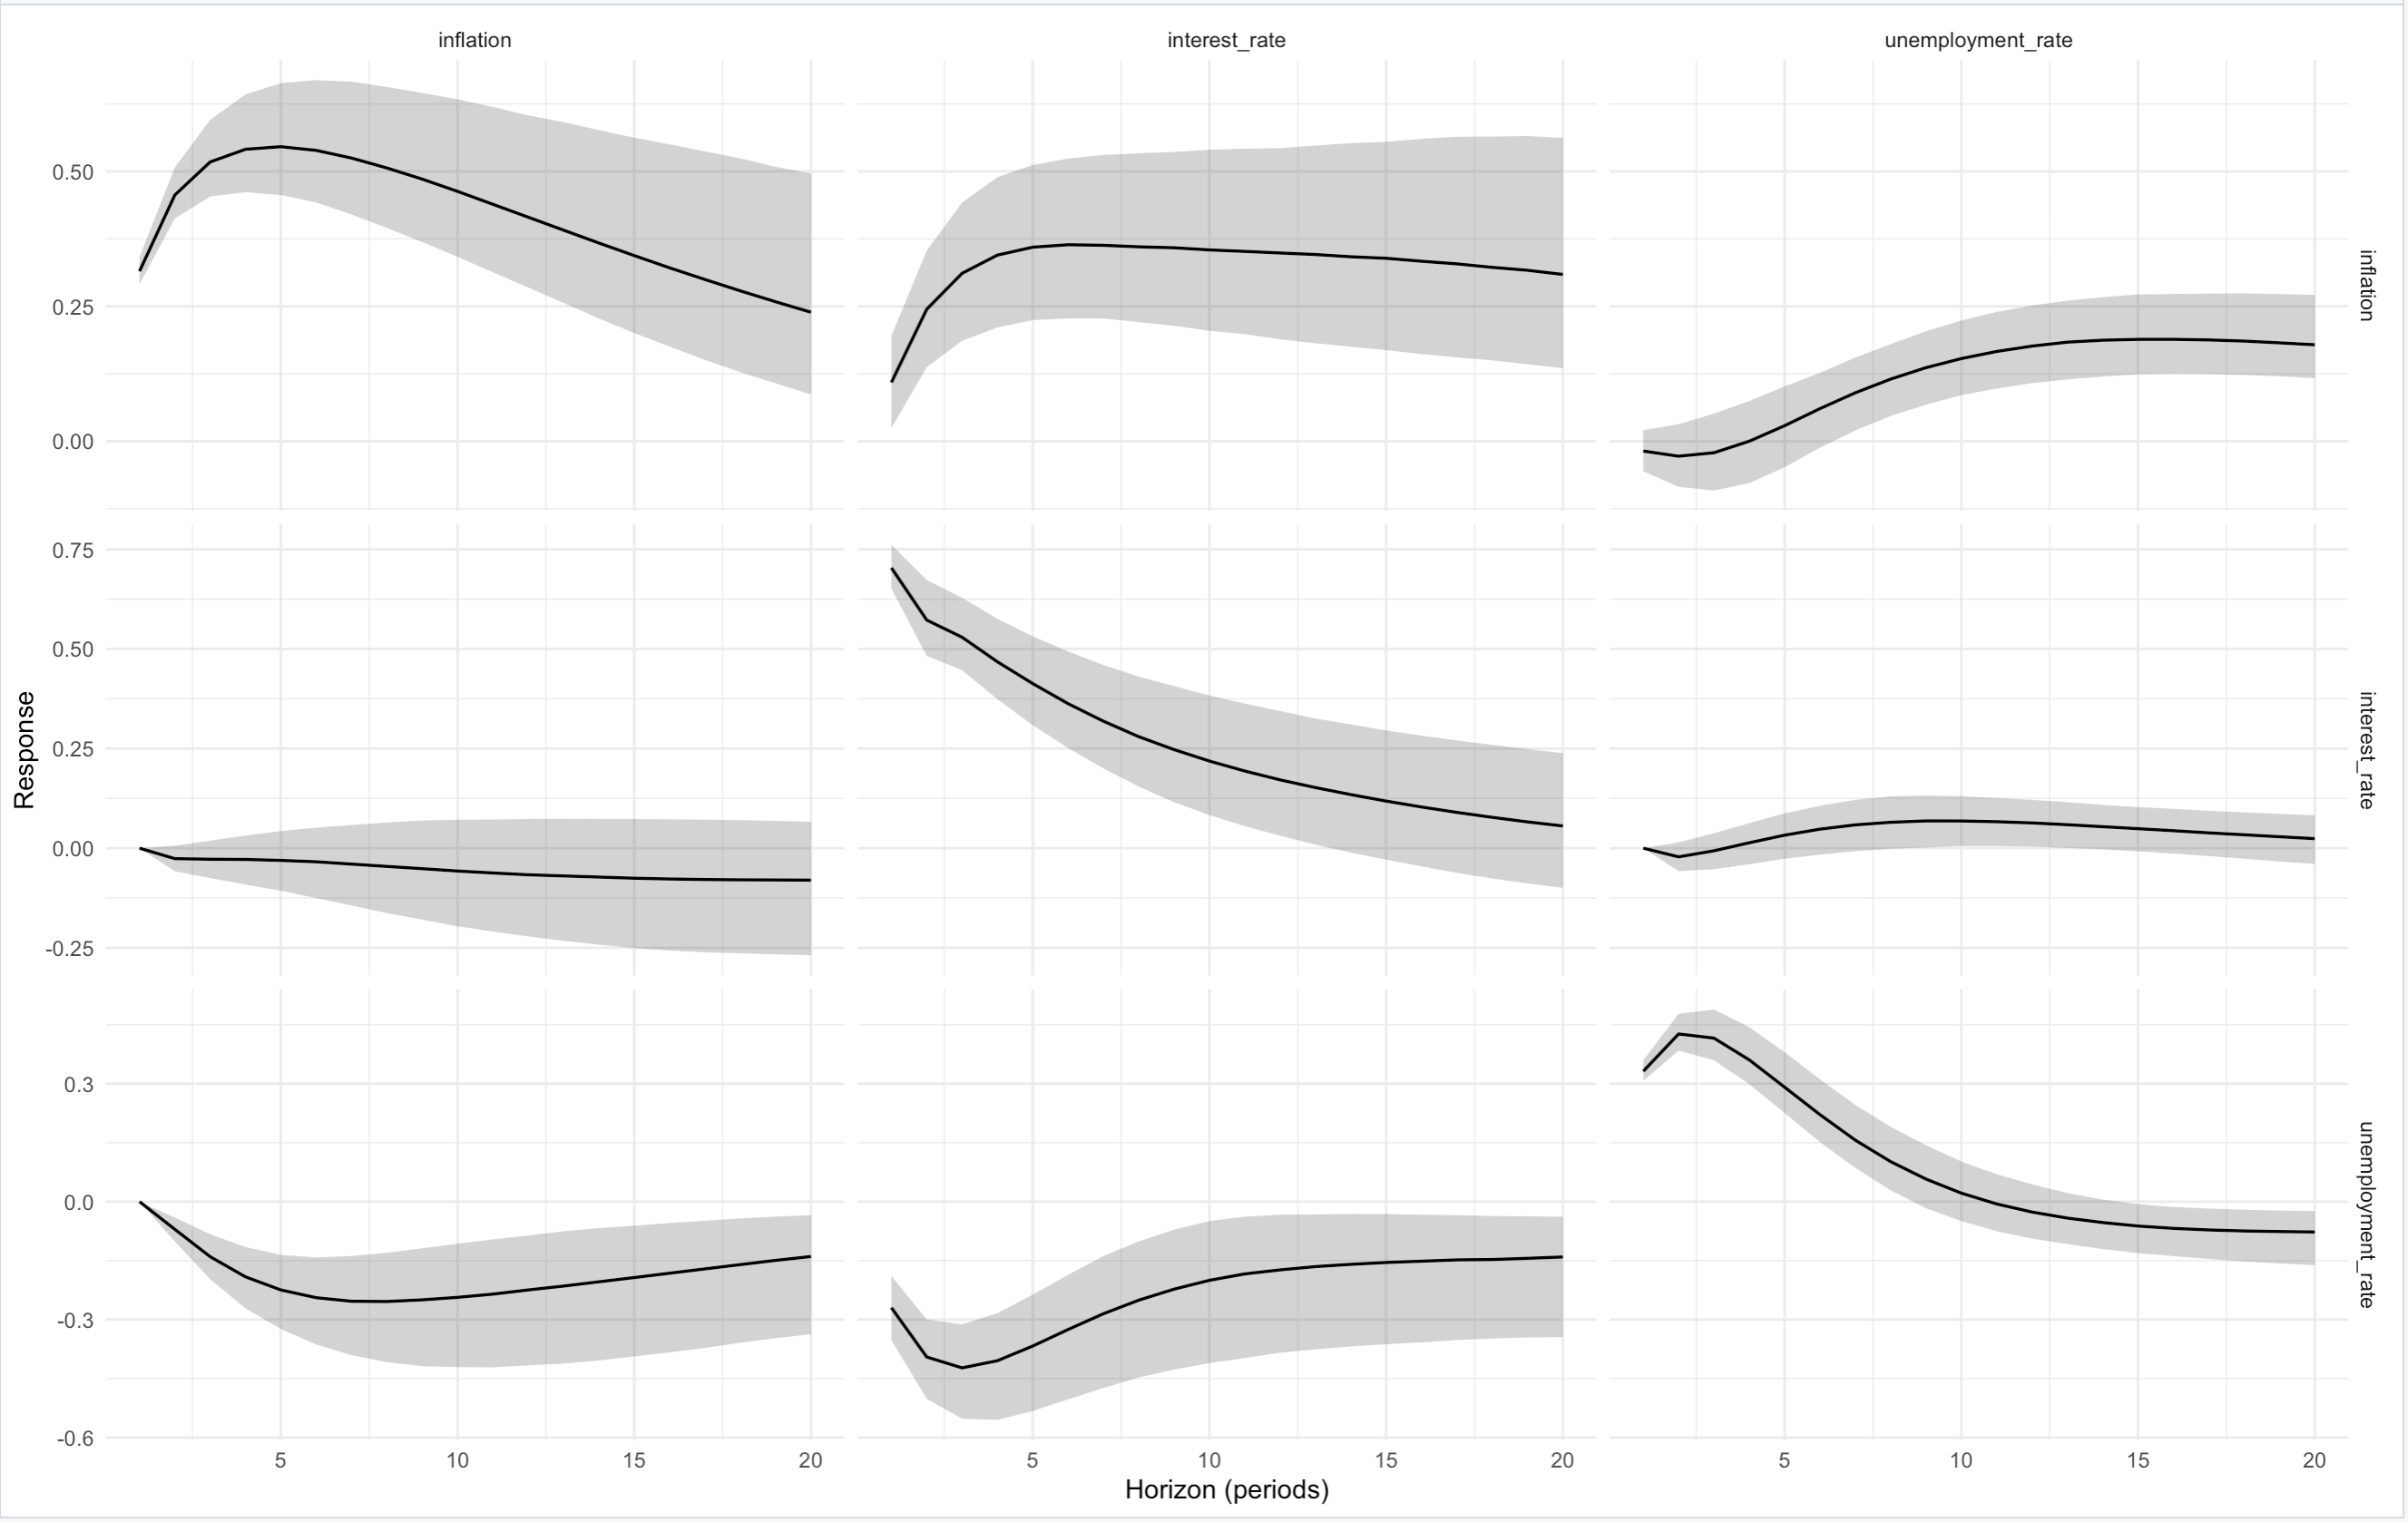 inflation
interest_rate
unemployment_rate
0.50
0.25
0.00
inflation
Response
0.75
0.50
0.25
0.00
-0.25
interest_rate
0.3
0.0
-0.3
-0.6
unemployment_rate
5 10 15 20
5 10 15 20
5 10 15 20
Horizon (periods)